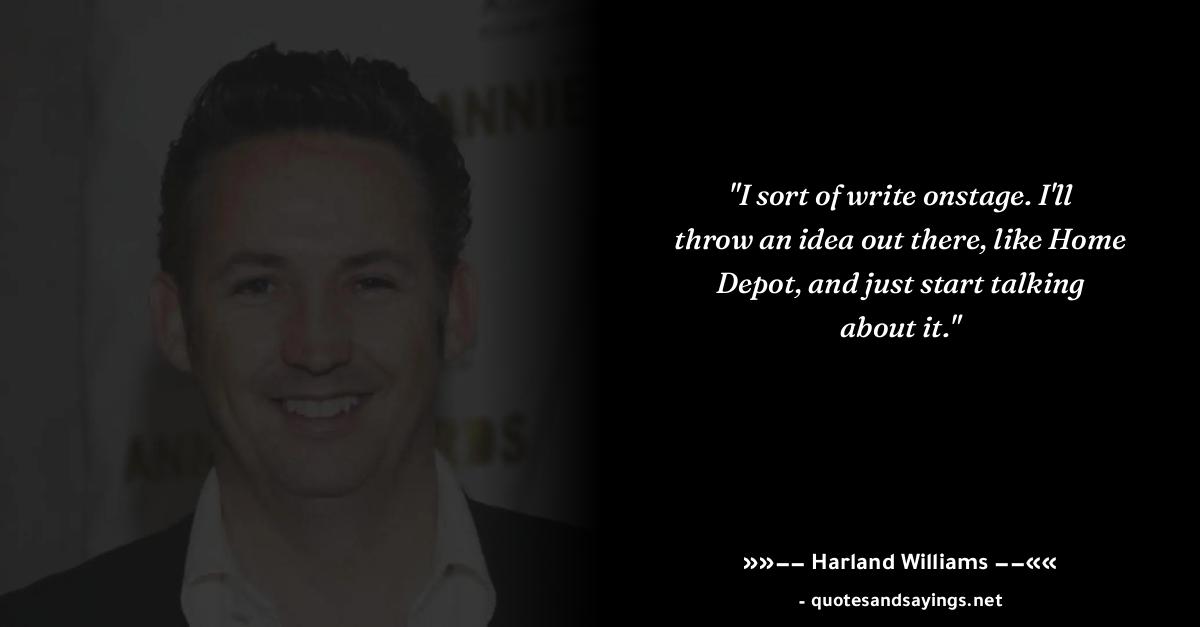 ANNIE
"I sort of write onstage. I'll
throw an idea out there, like Home
Depot, and just start talking
about it."
»»−− Harland Williams −−««
- quotesandsayings.net